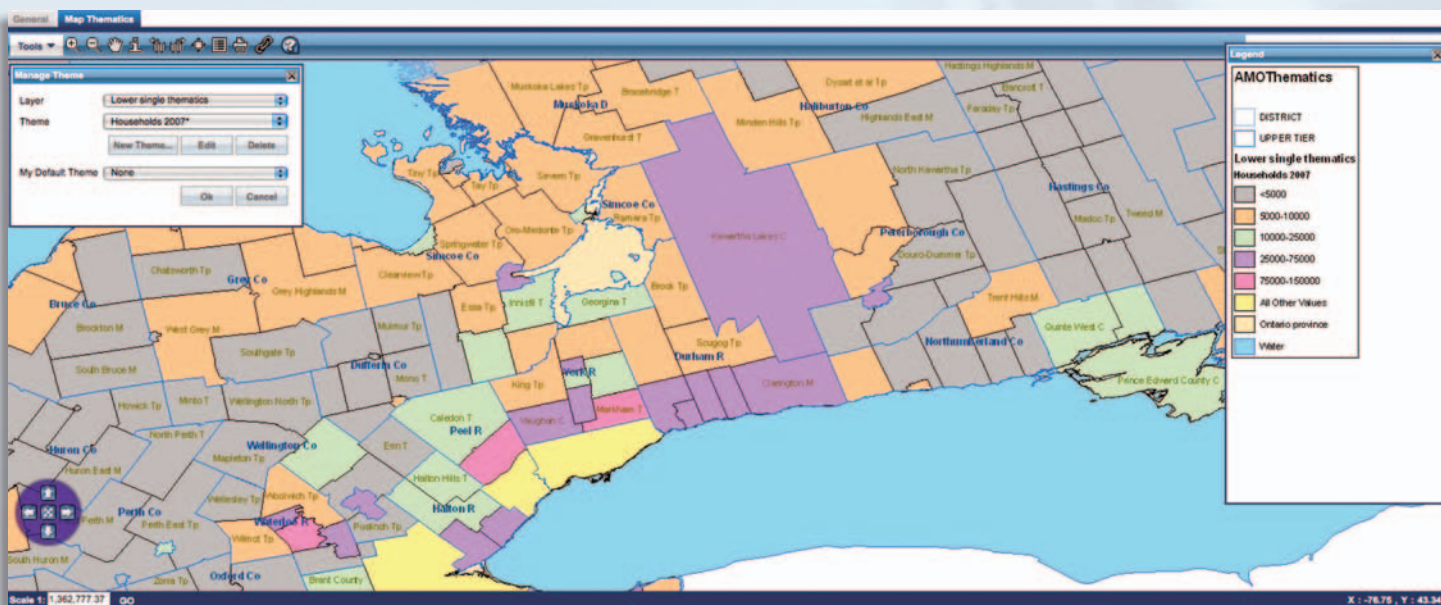 General Map Thematics
Tools
Manage Theme
Layer Lower single thematics
Theme Households 2007*
New Theme... Edit Delete
My Default Theme None
Ok Cancel
Legend
AMOThematics
DISTRICT
UPPER TIER
Lower single thematics
Households 2007
<5000
5000-10000
10000-25000
25000-75000
75000-150000
All Other Values
Ontario province
Water
Muskoka Lakes Tp
Bracebridge T
Muskoka D
Gravenhurst T
Dysart et al Tp
Haliburton Co
Minden Hills Tp
Highlands East M
Hastings Highlands M
Bancroft T
Faraday Tp
Tiny Tp
Tay Tp
Severn Tp
Simcoe Co
Ramara Tp
Oro-Medonte Tp
Springwater Tp
Simcoe Co
Clearview Tp
Kawartha Lakes C
North Kawartha Tp
Hastings Co
Madoc Tp
Tweed M
Peterborough Co
Douro-Dummer Tp
Chatsworth Tp
Grey Co
Grey Highlands M
Bruce Co
Brockton M
West Grey M
Essa Tp
Innisfil T
Georgina T
Brock Tp
Trent Hills M
Quinte West C
Mulmur Tp
Southgate Tp
Scugog Tp
Durham R
Northumberland Co
South Bruce M
Dufferin Co
Mono T
King Tp
York R
Clarington M
Prince Edward County C
Howick Tp
Minto T
Wellington North Tp
Caledon T
Vaughan C
Markham T
Peel R
North Perth T
Huron Co
Wellington Co
Erin T
Mapleton Tp
Huron East M
Halton Hills T
Wellesley Tp
Woolwich Tp
Halton R
Perth Co
Perth East Tp
Waterloo R
Puslinch Tp
Perth M
Wilmot Tp
South Huron M
Zorra Tp
Oxford Co
Brant County
Scale 1: 1,362,777.37 GO
X : -76.75 , Y : 43.34